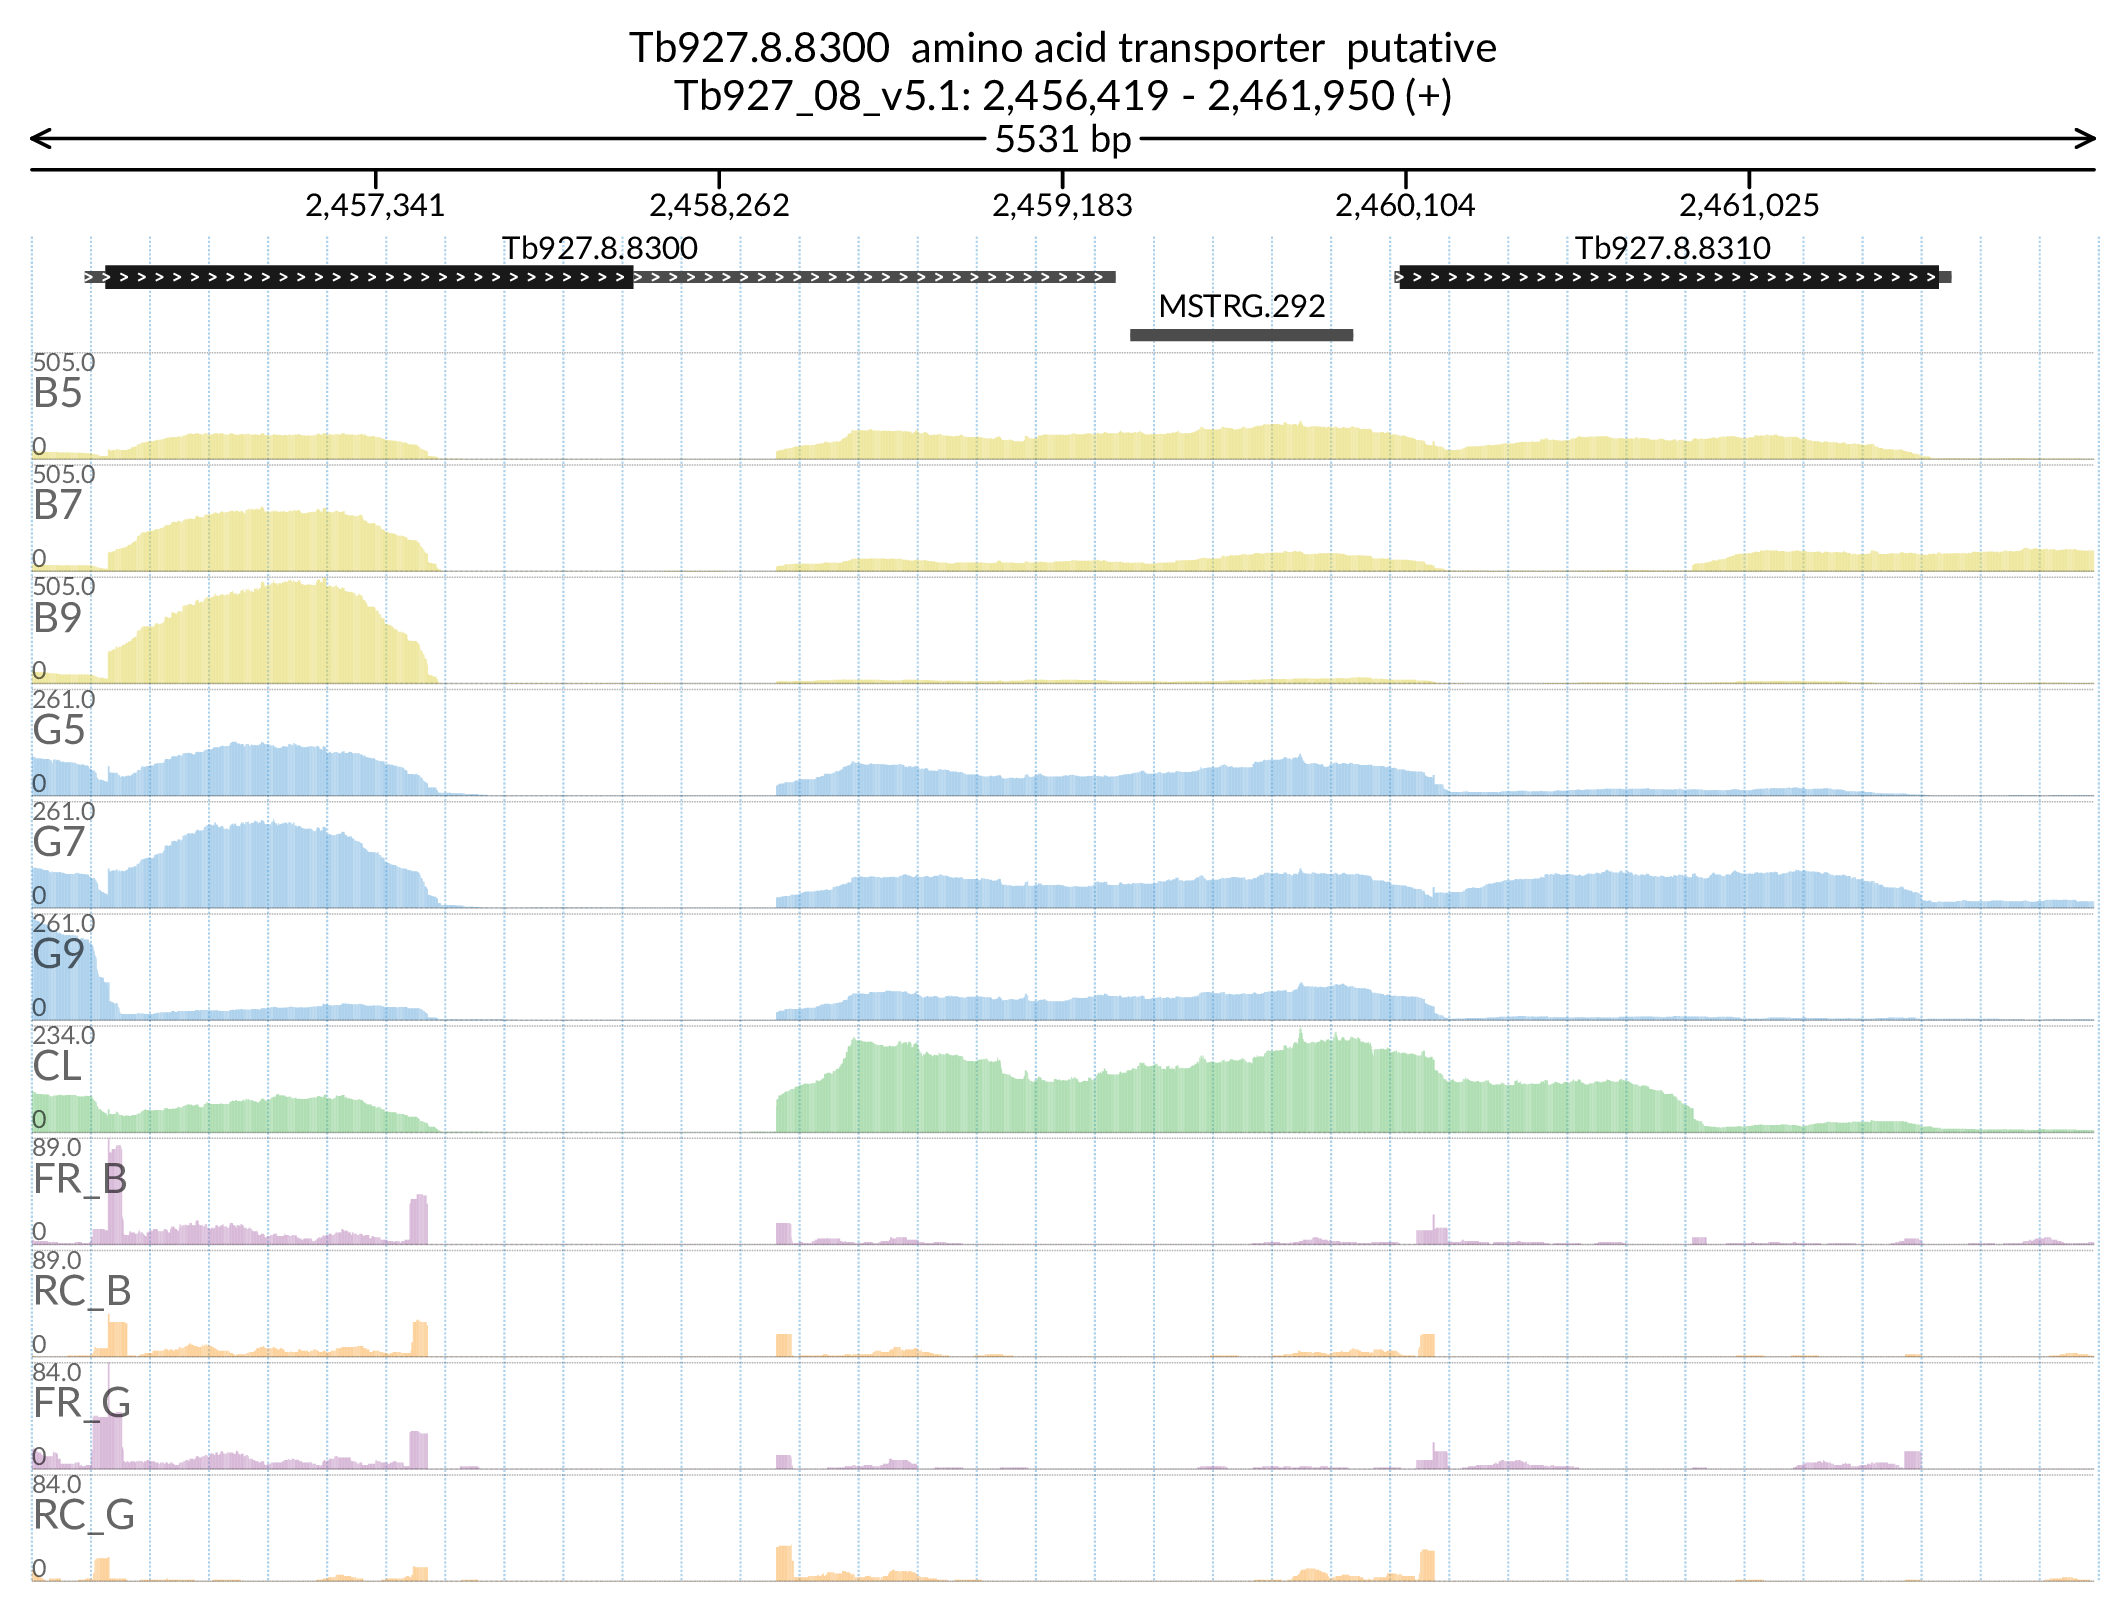 Tb927.8.8300 amino acid transporter putative
Tb927_08_v5.1: 2,456,419 - 2,461,950 (+)
5531 bp
2,457,341 2,458,262 2,459,183 2,460,104 2,461,025
Tb927.8.8300 Tb927.8.8310
MSTRG.292
505.0
B5
0
505.0
B7
0
505.0
B9
0
261.0
G5
0
261.0
G7
0
261.0
G9
0
234.0
CL
0
89.0
FR_B
0
89.0
RC_B
0
84.0
FR_G
0
84.0
RC_G
0